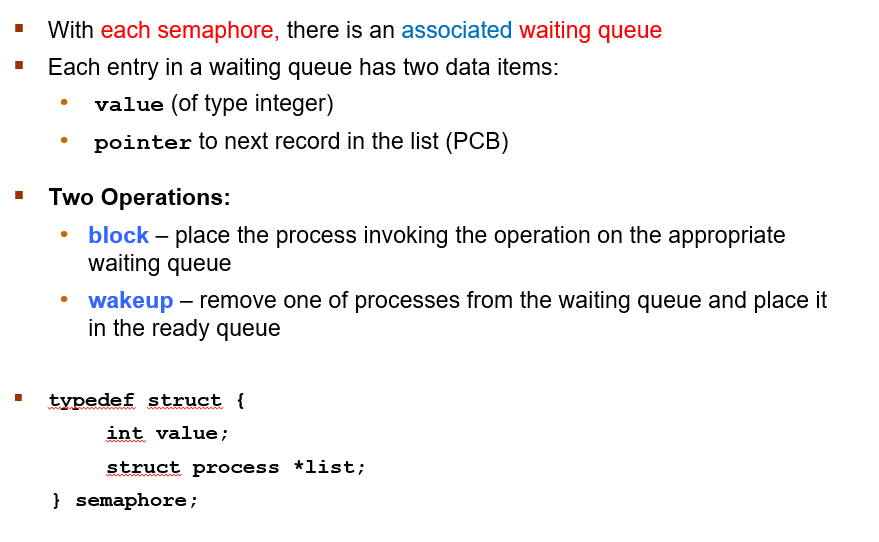 With each semaphore, there is an associated waiting queue
Each entry in a waiting queue has two data items:
value (of type integer)
pointer to next record in the list (PCB)
Two Operations:
block – place the process invoking the operation on the appropriate
waiting queue
wakeup – remove one of processes from the waiting queue and place it
in the ready queue
typedef struct {
int value;
struct process *list;
} semaphore;